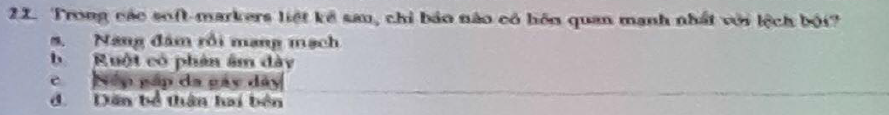 22. Trong các soft-markers liệt kê sau, chỉ báo nào có liên quan mạnh nhất với lệch bội?
a. Nang đám rối mạng mạch
b. Ruột có phản âm dày
c. Nếp gấp da gáy dày
d. Dãn bể thận hai bên